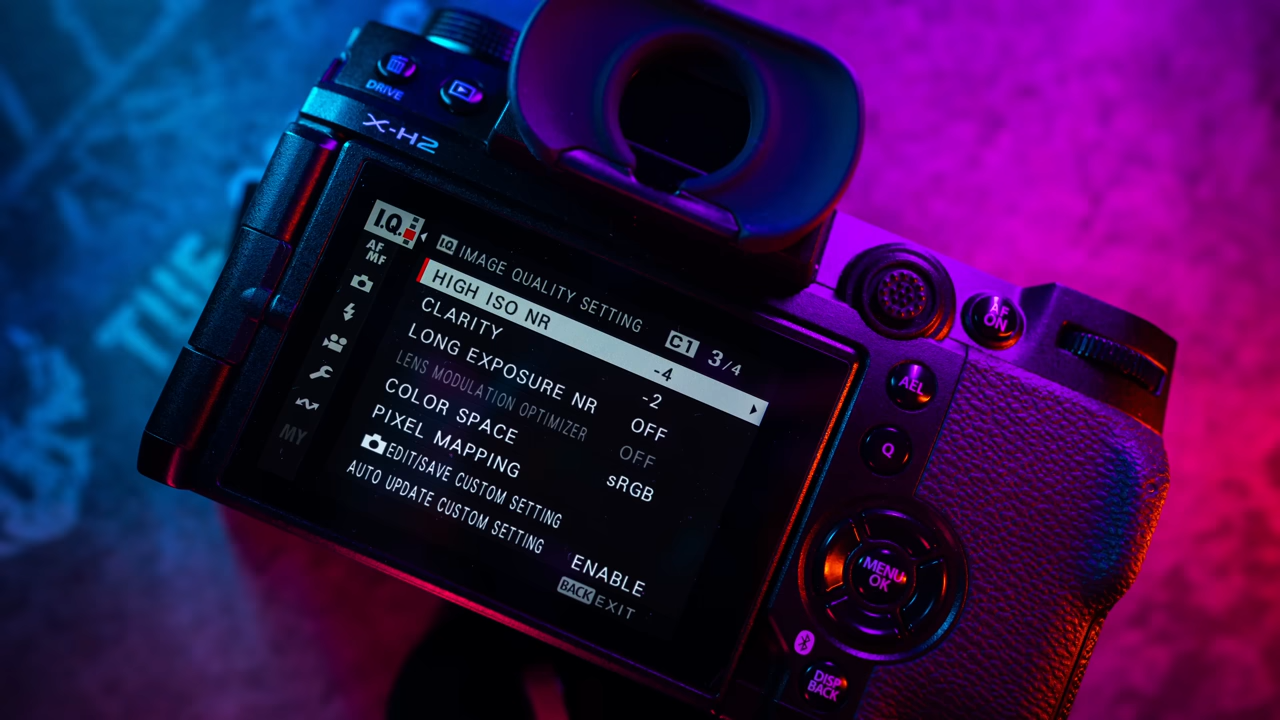 DRIVE
X-H2
I.Q.
IMAGE QUALITY SETTING C1 3/4
AF
MF
HIGH ISO NR -4
CLARITY -2
LONG EXPOSURE NR OFF
LENS MODULATION OPTIMIZER OFF
COLOR SPACE sRGB
PIXEL MAPPING
EDIT/SAVE CUSTOM SETTING
AUTO UPDATE CUSTOM SETTING ENABLE
MY
BACK EXIT
AF
ON
AEL
Q
MENU
OK
DISP
BACK